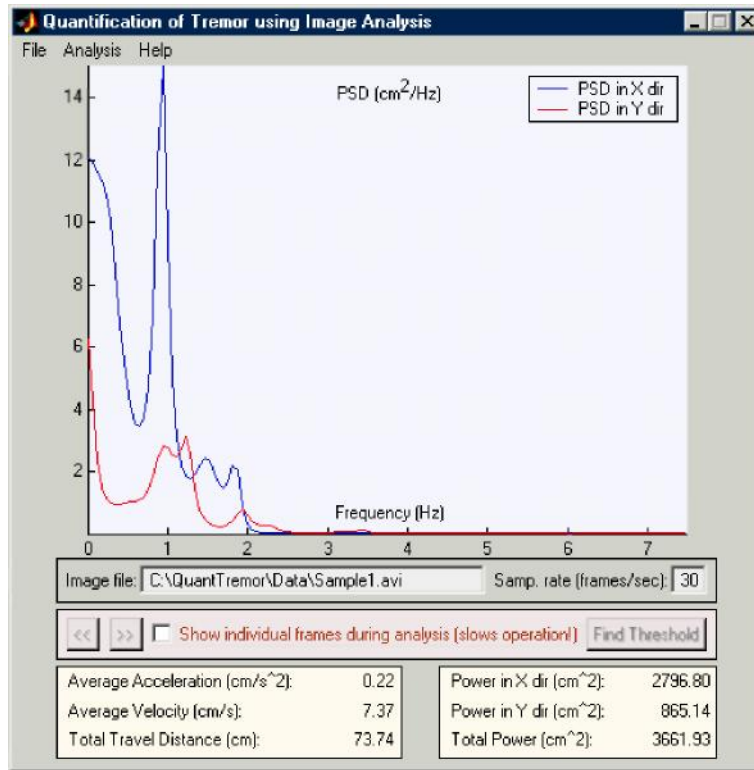 Quantification of Tremor using Image Analysis
File Analysis Help
PSD (cm^2/Hz)
PSD in X dir
PSD in Y dir
14
12
10
8
6
4
2
Frequency (Hz)
0 1 2 3 4 5 6 7
Image file: C:\QuantTremor\Data\Sample1.avi Samp. rate (frames/sec): 30
<< >> Show individual frames during analysis (slows operation!) Find Threshold
Average Acceleration (cm/s^2): 0.22
Average Velocity (cm/s): 7.37
Total Travel Distance (cm): 73.74
Power in X dir (cm^2): 2796.80
Power in Y dir (cm^2): 865.14
Total Power (cm^2): 3661.93